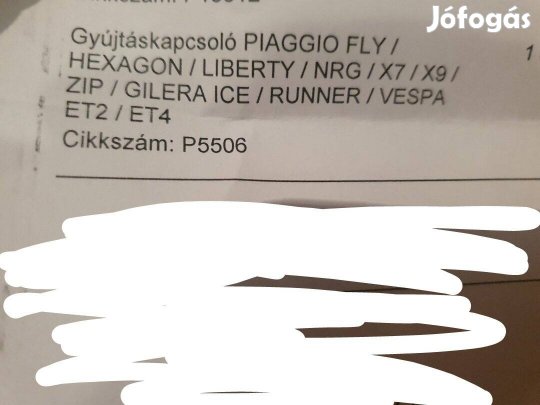 Jófogás
Gyújtáskapcsoló PIAGGIO FLY / 1
HEXAGON / LIBERTY / NRG / X7 / X9 /
ZIP / GILERA ICE / RUNNER / VESPA
ET2 / ET4
Cikkszám: P5506